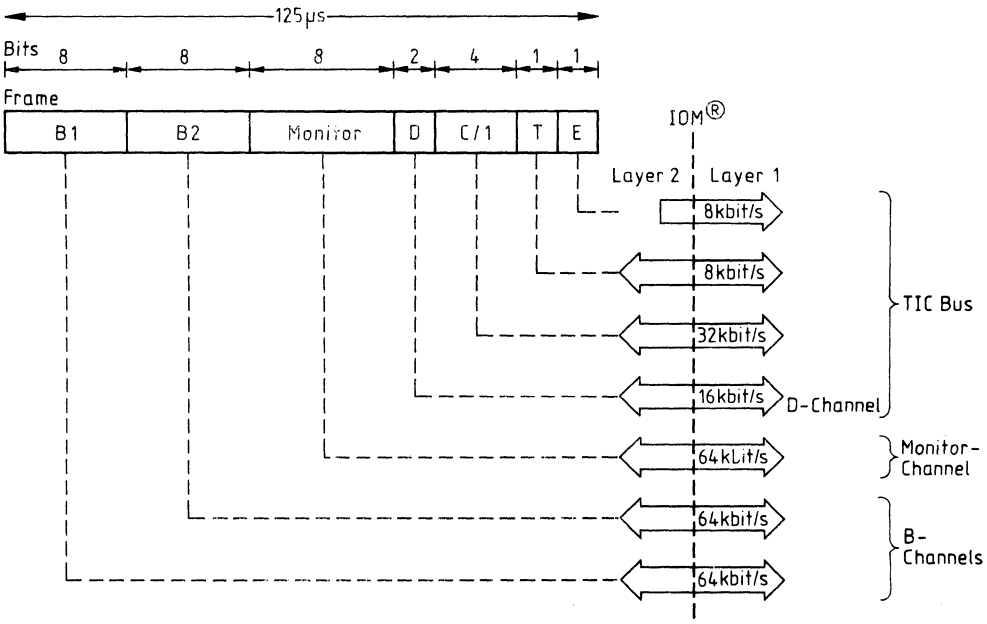 125µs
Bits
8 8 8 2 4 1 1
Frame
B1 B2 Monitor D C/1 T E
IOM®
Layer 2 Layer 1
8kbit/s
8kbit/s
TIC Bus
32kbit/s
16kbit/s
D-Channel
64kLit/s
Monitor-
Channel
64kbit/s
B-
Channels
64kbit/s